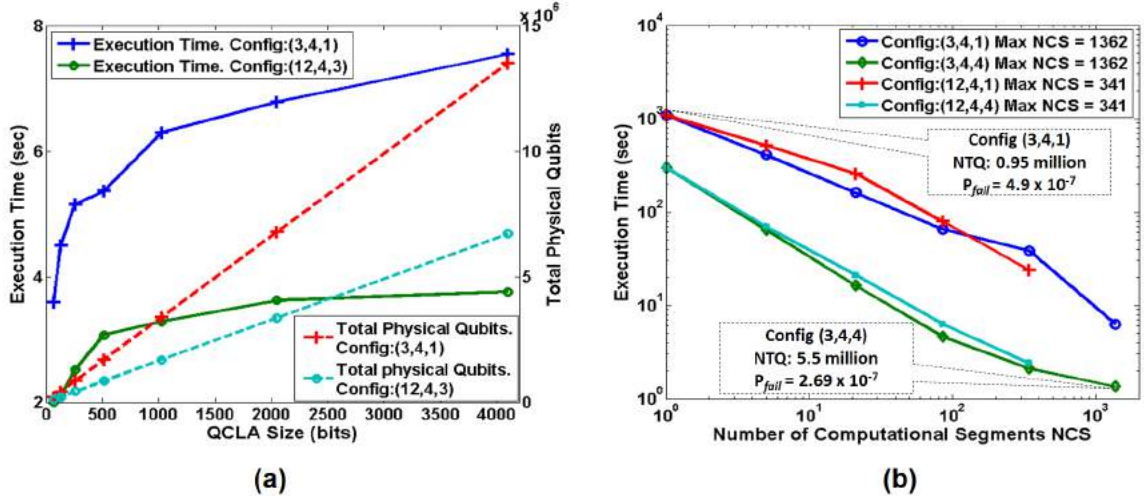 x 10^6
8
15
Execution Time. Config:(3,4,1)
Execution Time. Config:(12,4,3)
6
10
4
5
Total Physical Qubits.
Config:(3,4,1)
Total physical Qubits.
Config:(12,4,3)
2
0
0 500 1000 1500 2000 2500 3000 3500 4000
Execution Time (sec)
Total Physical Qubits
QCLA Size (bits)
(a)
10^4
Config:(3,4,1) Max NCS = 1362
Config:(3,4,4) Max NCS = 1362
Config:(12,4,1) Max NCS = 341
Config:(12,4,4) Max NCS = 341
10^3
Config (3,4,1)
NTQ: 0.95 million
P_fail = 4.9 x 10^-7
10^2
10^1
Config (3,4,4)
NTQ: 5.5 million
P_fail = 2.69 x 10^-7
10^0
10^0 10^1 10^2 10^3
Execution Time (sec)
Number of Computational Segments NCS
(b)